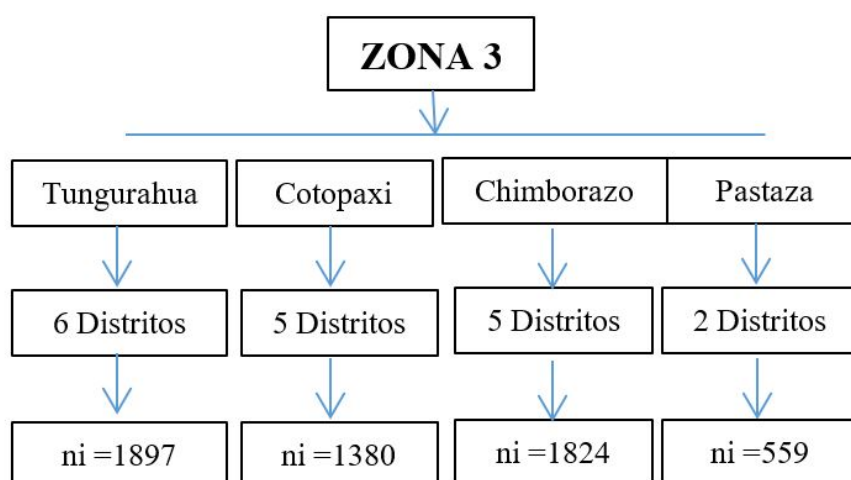 ZONA 3
Tungurahua
Cotopaxi
Chimborazo
Pastaza
6 Distritos
5 Distritos
5 Distritos
2 Distritos
ni =1897
ni =1380
ni =1824
ni =559